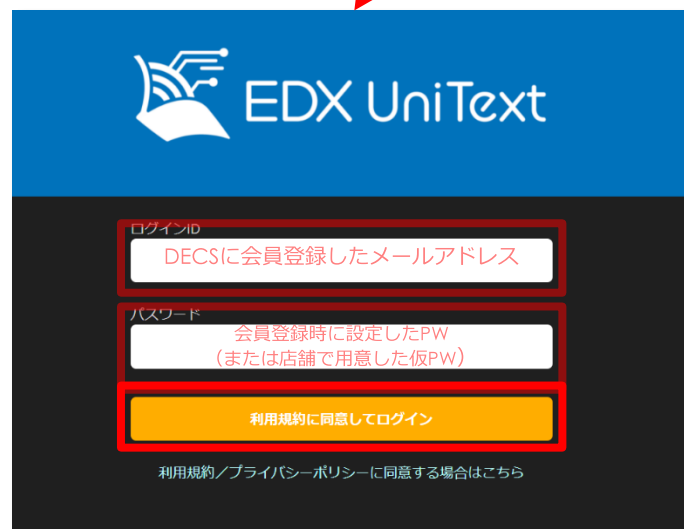 EDX UniText
ログインID
DECSに会員登録したメールアドレス
パスワード
会員登録時に設定したPW
(または店舗で用意した仮PW)
利用規約に同意してログイン
利用規約／プライバシーポリシーに同意する場合はこちら